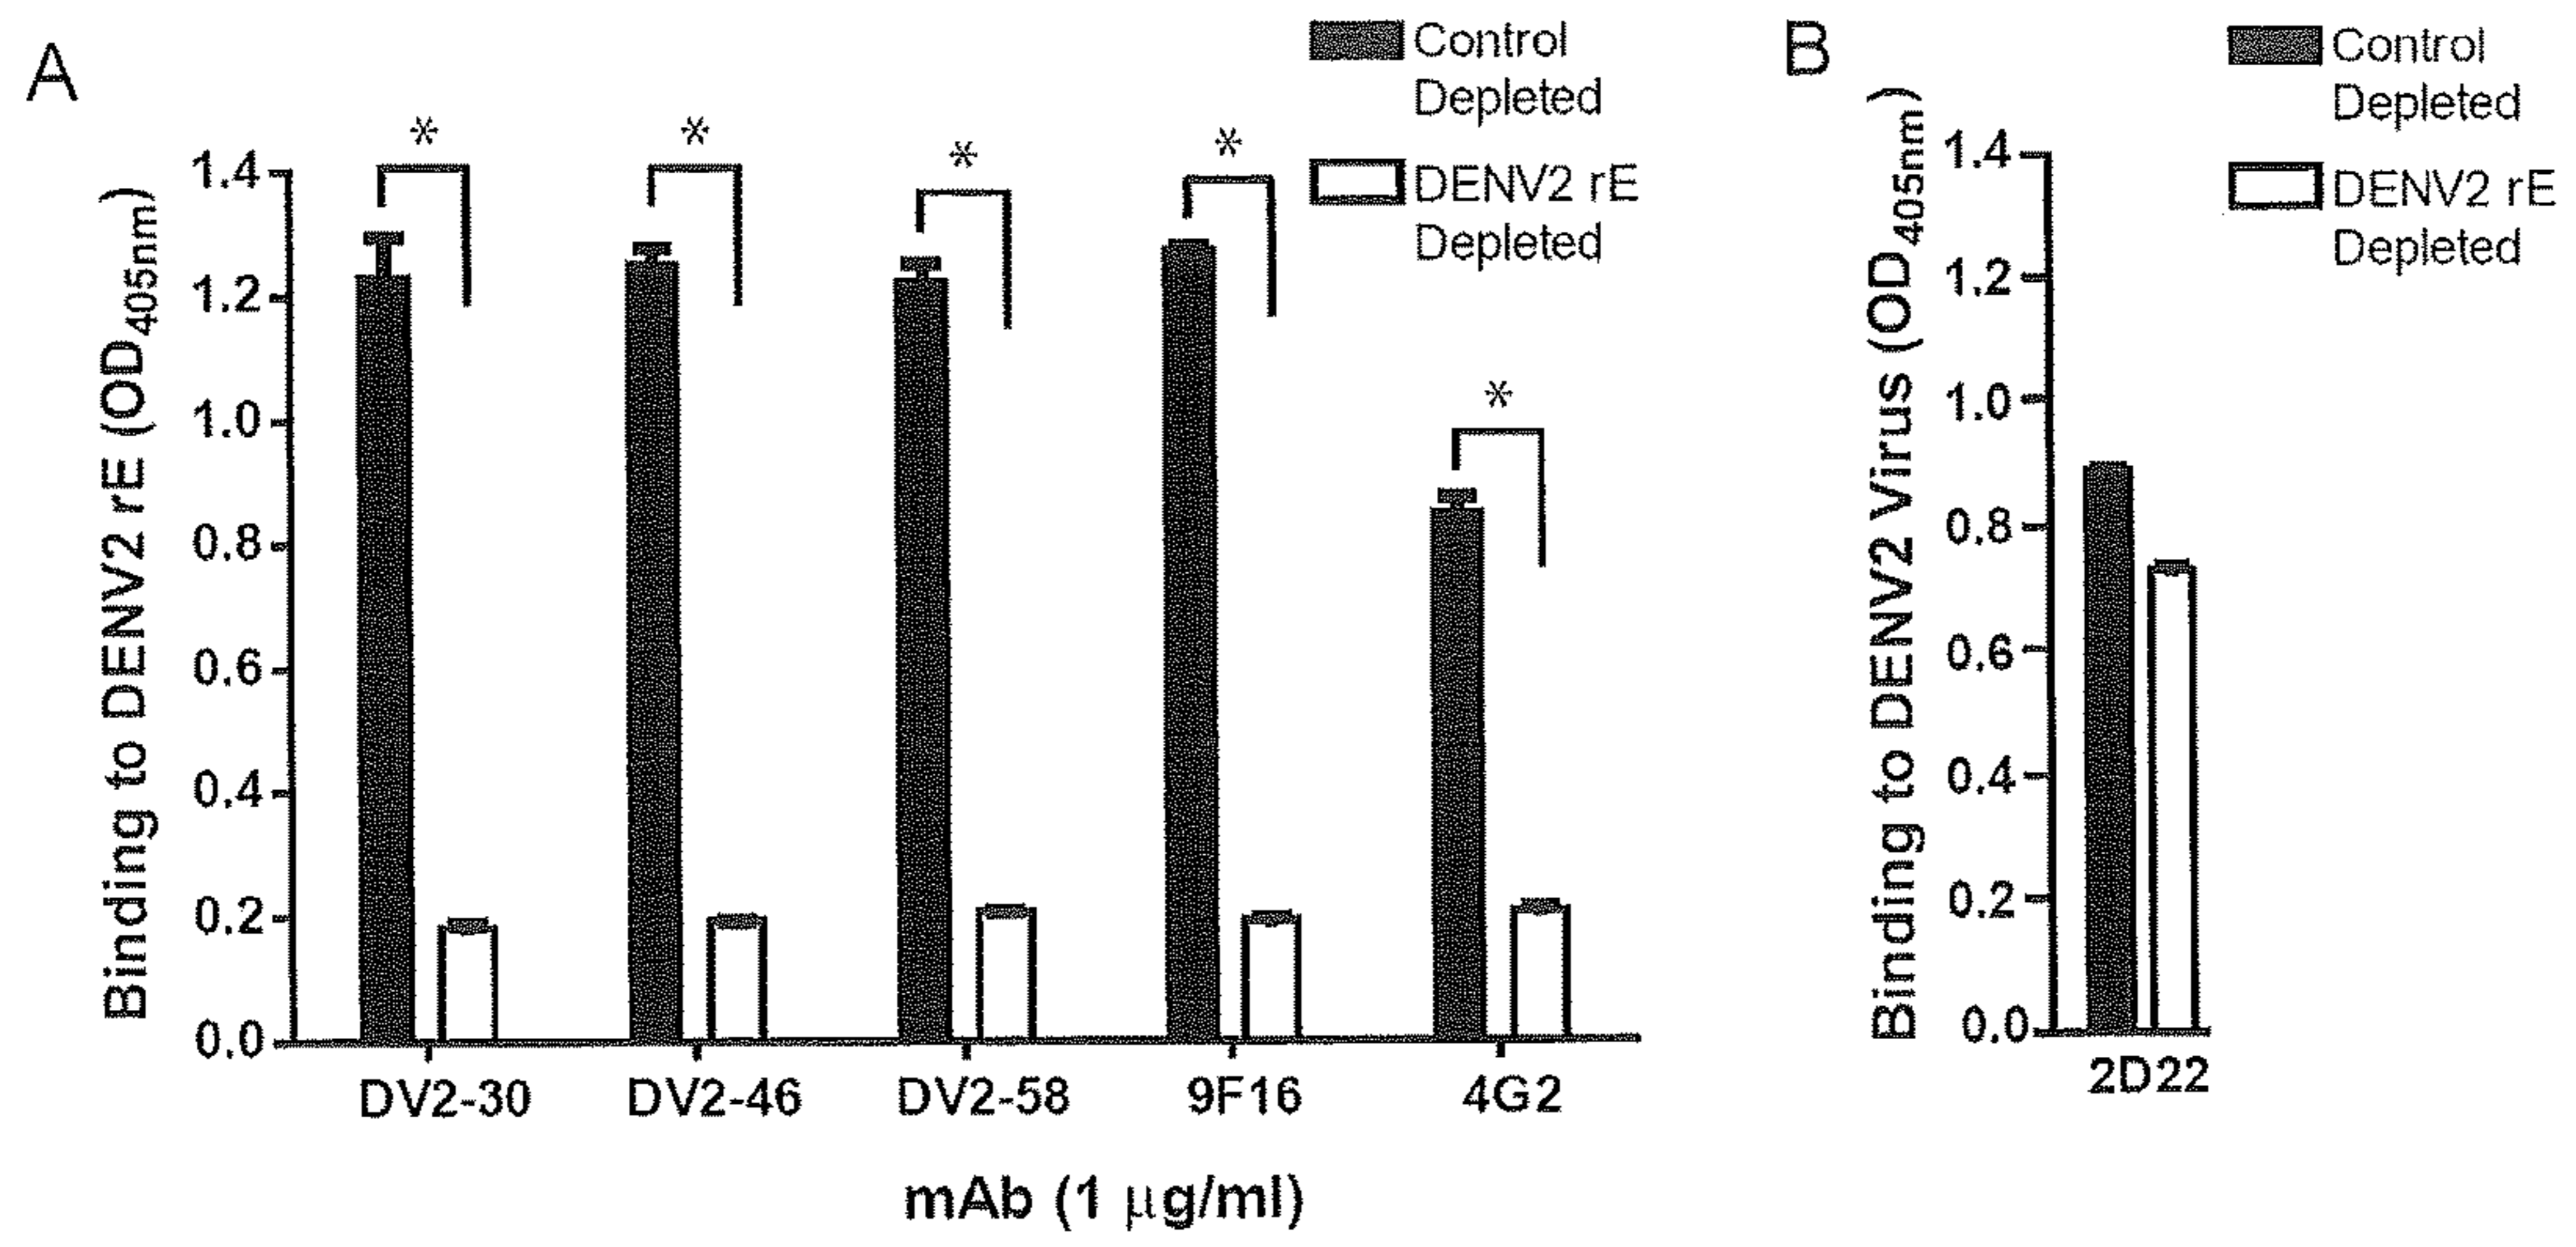 A
Control
Depleted
DENV2 rE
Depleted
* * * * *
Binding to DENV2 rE (OD405nm)
1.4
1.2
1.0
0.8
0.6
0.4
0.2
0.0
DV2-30 DV2-46 DV2-58 9F16 4G2
mAb (1 µg/ml)
B
Control
Depleted
DENV2 rE
Depleted
Binding to DENV2 Virus (OD405nm)
1.4
1.2
1.0
0.8
0.6
0.4
0.2
0.0
2D22